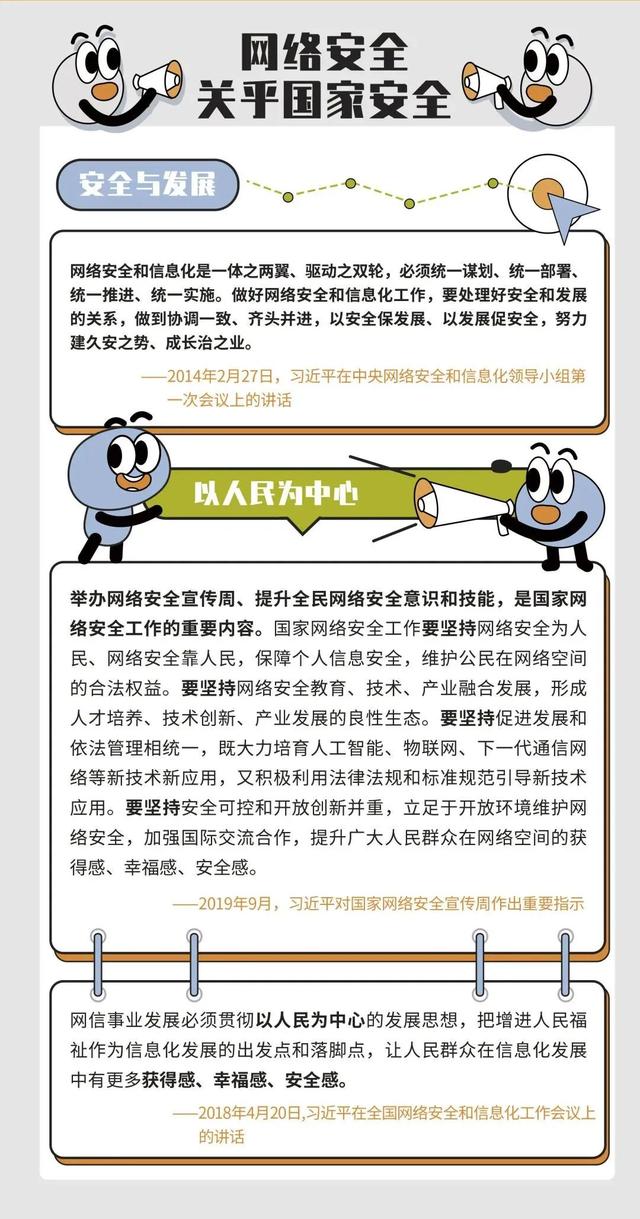 网络安全
关乎国家安全
安全与发展
网络安全和信息化是一体之两翼、驱动之双轮，必须统一谋划、统一部署、
统一推进、统一实施。做好网络安全和信息化工作，要处理好安全和发展
的关系，做到协调一致、齐头并进，以安全保发展、以发展促安全，努力
建久安之势、成长治之业。
——2014年2月27日，习近平在中央网络安全和信息化领导小组第
一次会议上的讲话
以人民为中心
举办网络安全宣传周、提升全民网络安全意识和技能，是国家网
络安全工作的重要内容。国家网络安全工作要坚持网络安全为人
民、网络安全靠人民，保障个人信息安全，维护公民在网络空间
的合法权益。要坚持网络安全教育、技术、产业融合发展，形成
人才培养、技术创新、产业发展的良性生态。要坚持促进发展和
依法管理相统一，既大力培育人工智能、物联网、下一代通信网
络等新技术新应用，又积极利用法律法规和标准规范引导新技术
应用。要坚持安全可控和开放创新并重，立足于开放环境维护网
络安全，加强国际交流合作，提升广大人民群众在网络空间的获
得感、幸福感、安全感。
——2019年9月，习近平对国家网络安全宣传周作出重要指示
网信事业发展必须贯彻以人民为中心的发展思想，把增进人民福
祉作为信息化发展的出发点和落脚点，让人民群众在信息化发展
中有更多获得感、幸福感、安全感。
——2018年4月20日,习近平在全国网络安全和信息化工作会议上
的讲话